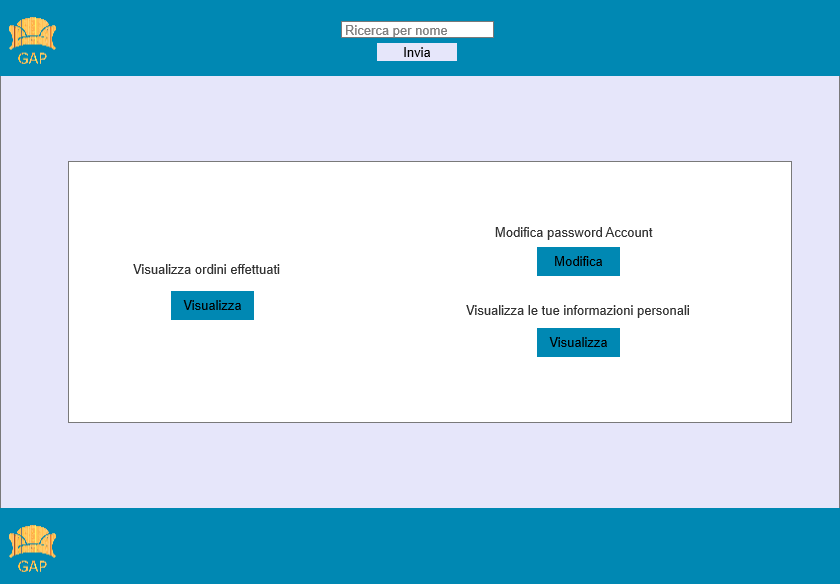 GAP
Ricerca per nome
Invia
Visualizza ordini effettuati
Visualizza
Modifica password Account
Modifica
Visualizza le tue informazioni personali
Visualizza
GAP